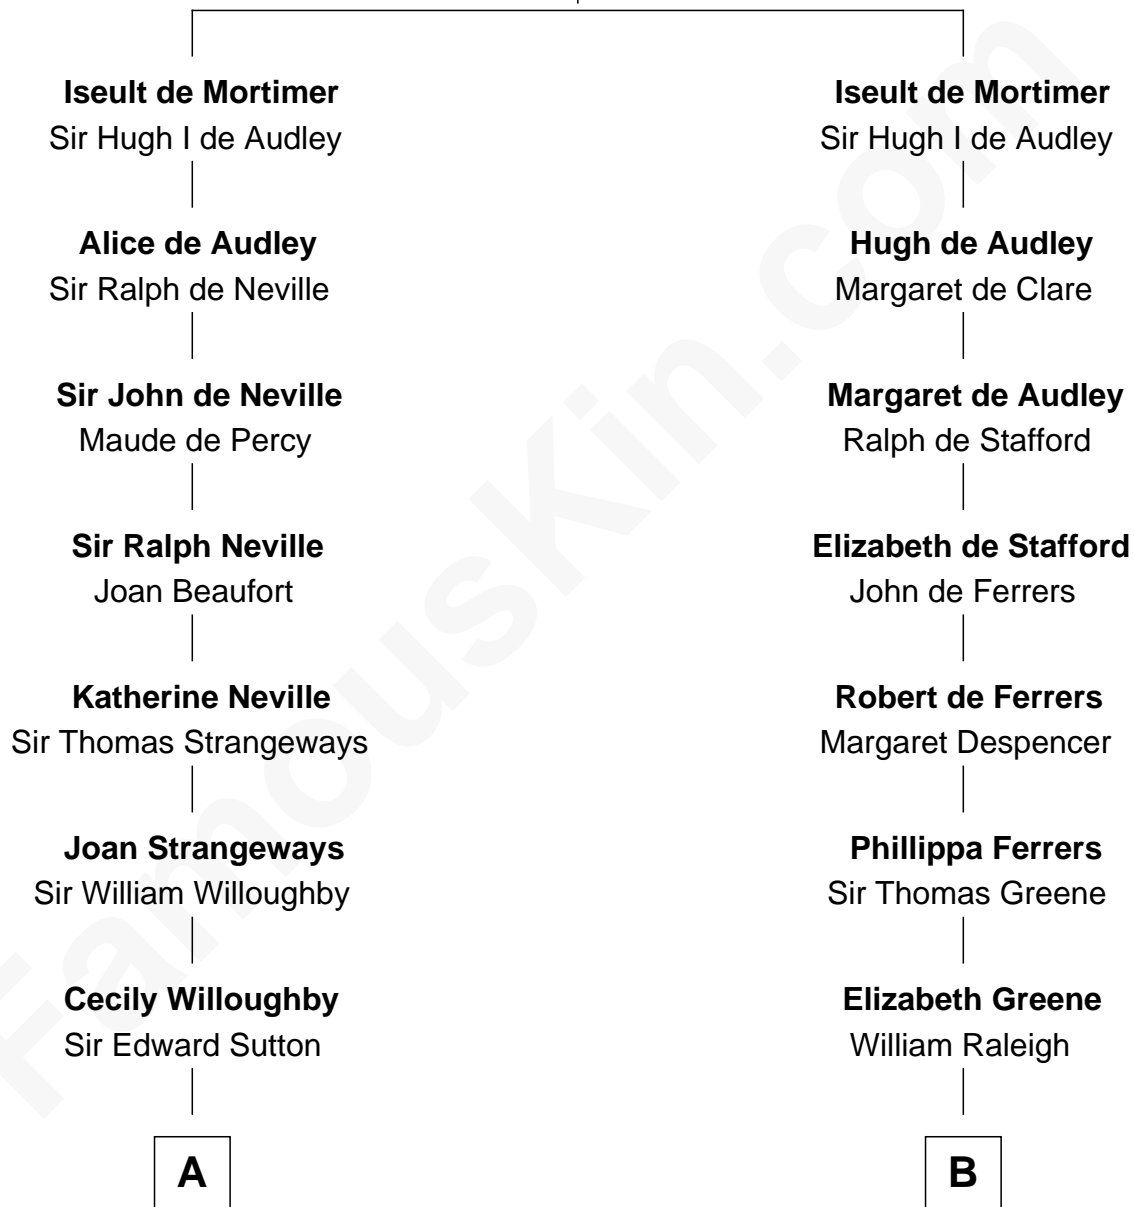 Iseult de Mortimer
Sir Hugh I de Audley
Alice de Audley
Sir Ralph de Neville
Sir John de Neville
Maude de Percy
Sir Ralph Neville
Joan Beaufort
Katherine Neville
Sir Thomas Strangeways
Joan Strangeways
Sir William Willoughby
Cecily Willoughby
Sir Edward Sutton
A
Iseult de Mortimer
Sir Hugh I de Audley
Hugh de Audley
Margaret de Clare
Margaret de Audley
Ralph de Stafford
Elizabeth de Stafford
John de Ferrers
Robert de Ferrers
Margaret Despencer
Phillippa Ferrers
Sir Thomas Greene
Elizabeth Greene
William Raleigh
B
FamousKin.com